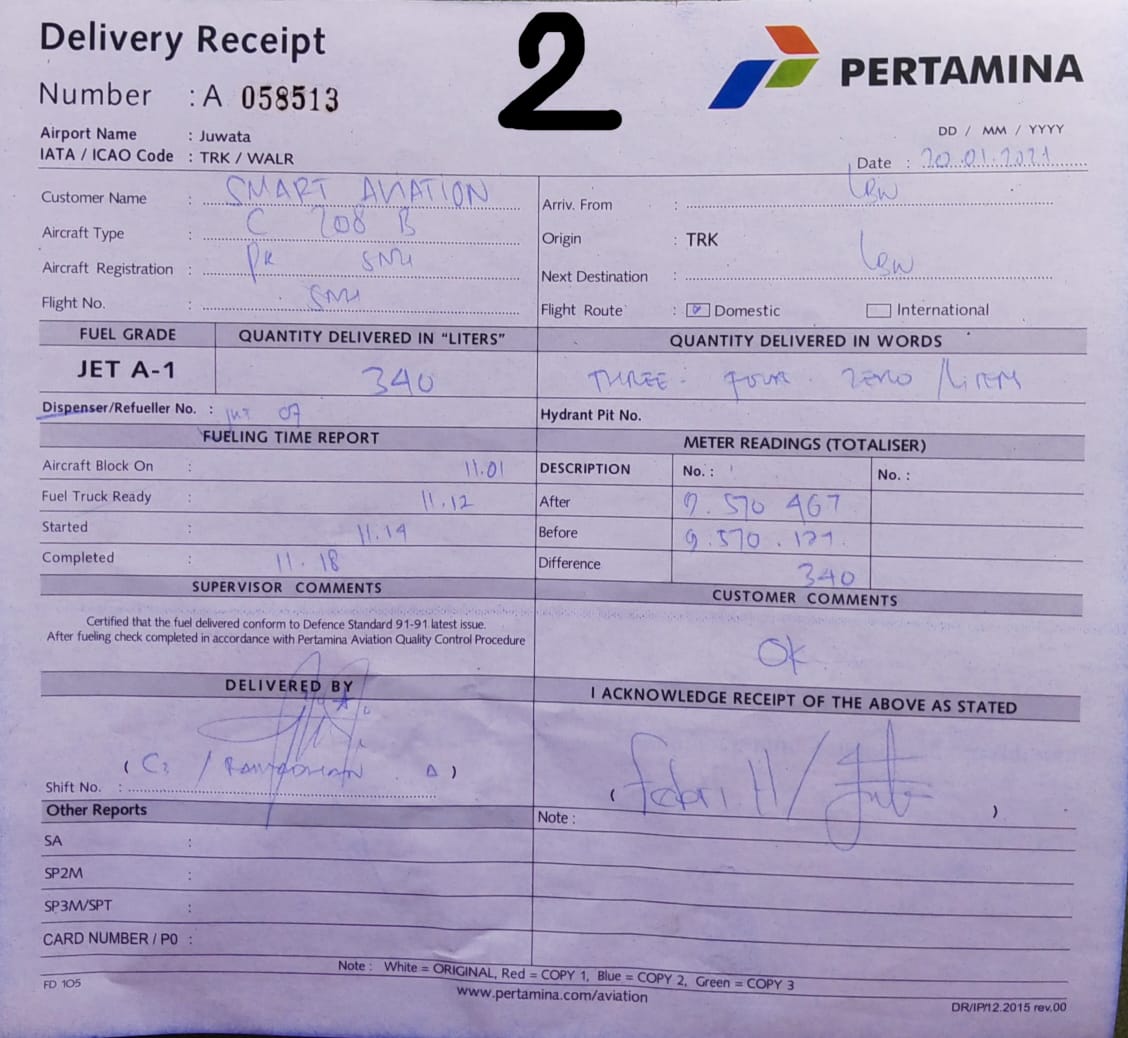 2
Delivery Receipt
PERTAMINA
Number : A 058513
Airport Name : Juwata
IATA / ICAO Code : TRK / WALR
DD / MM / YYYY
Date : 20.01.2021
Customer Name : SMART AVIATION
Arriv. From : LBW
Aircraft Type : C 208 B
Origin : TRK
Aircraft Registration : PK
Next Destination : LBW
Flight No. :
Flight Route : Domestic International
FUEL GRADE QUANTITY DELIVERED IN "LITERS" QUANTITY DELIVERED IN WORDS
JET A-1 340 THREE . FOUR . ZERO / LITERS
Dispenser/Refueller No. : 07
Hydrant Pit No.
FUELING TIME REPORT METER READINGS (TOTALISER)
Aircraft Block On : 11.01
DESCRIPTION No. : No. :
Fuel Truck Ready : 11.12
After 9.570 467
Started : 11.14
Before 9.570.127
Completed : 11.18
Difference 340
SUPERVISOR COMMENTS CUSTOMER COMMENTS
Certified that the fuel delivered conform to Defence Standard 91-91 latest issue.
After fueling check completed in accordance with Pertamina Aviation Quality Control Procedure
OK
DELIVERED BY I ACKNOWLEDGE RECEIPT OF THE ABOVE AS STATED
Shift No. :
( Febri H / )
Other Reports Note :
SA :
SP2M :
SP3M/SPT :
CARD NUMBER / PO :
Note : White = ORIGINAL, Red = COPY 1, Blue = COPY 2, Green = COPY 3
FD 105
www.pertamina.com/aviation
DR/IP/12.2015 rev.00